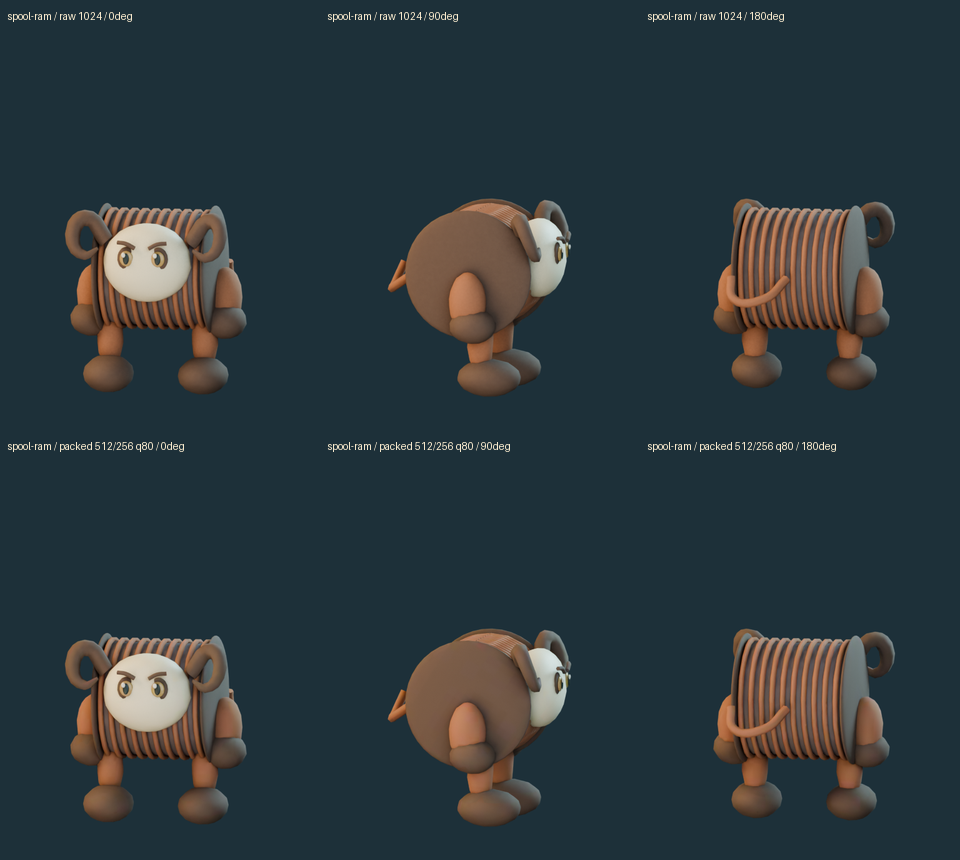 spool-ram / raw 1024 / 0deg
spool-ram / raw 1024 / 90deg
spool-ram / raw 1024 / 180deg
spool-ram / packed 512/256 q80 / 0deg
spool-ram / packed 512/256 q80 / 90deg
spool-ram / packed 512/256 q80 / 180deg